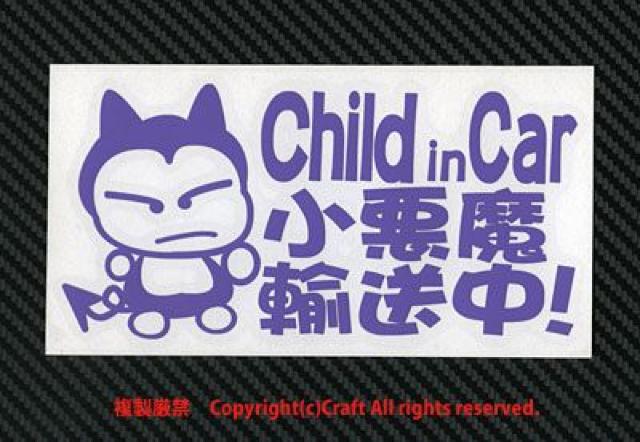 Child in Car
小悪魔
輸送中!
複製厳禁 Copyright(c)Craft All rights reserved.